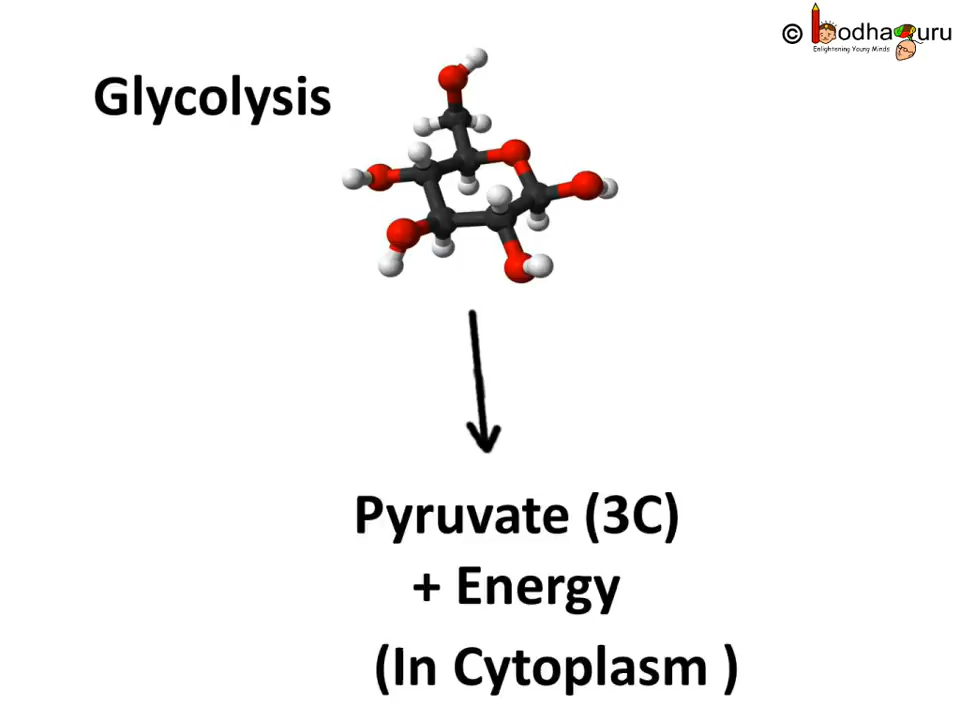 © BodhaGuru
Enlightening Young Minds
Glycolysis
Pyruvate (3C)
+ Energy
(In Cytoplasm )